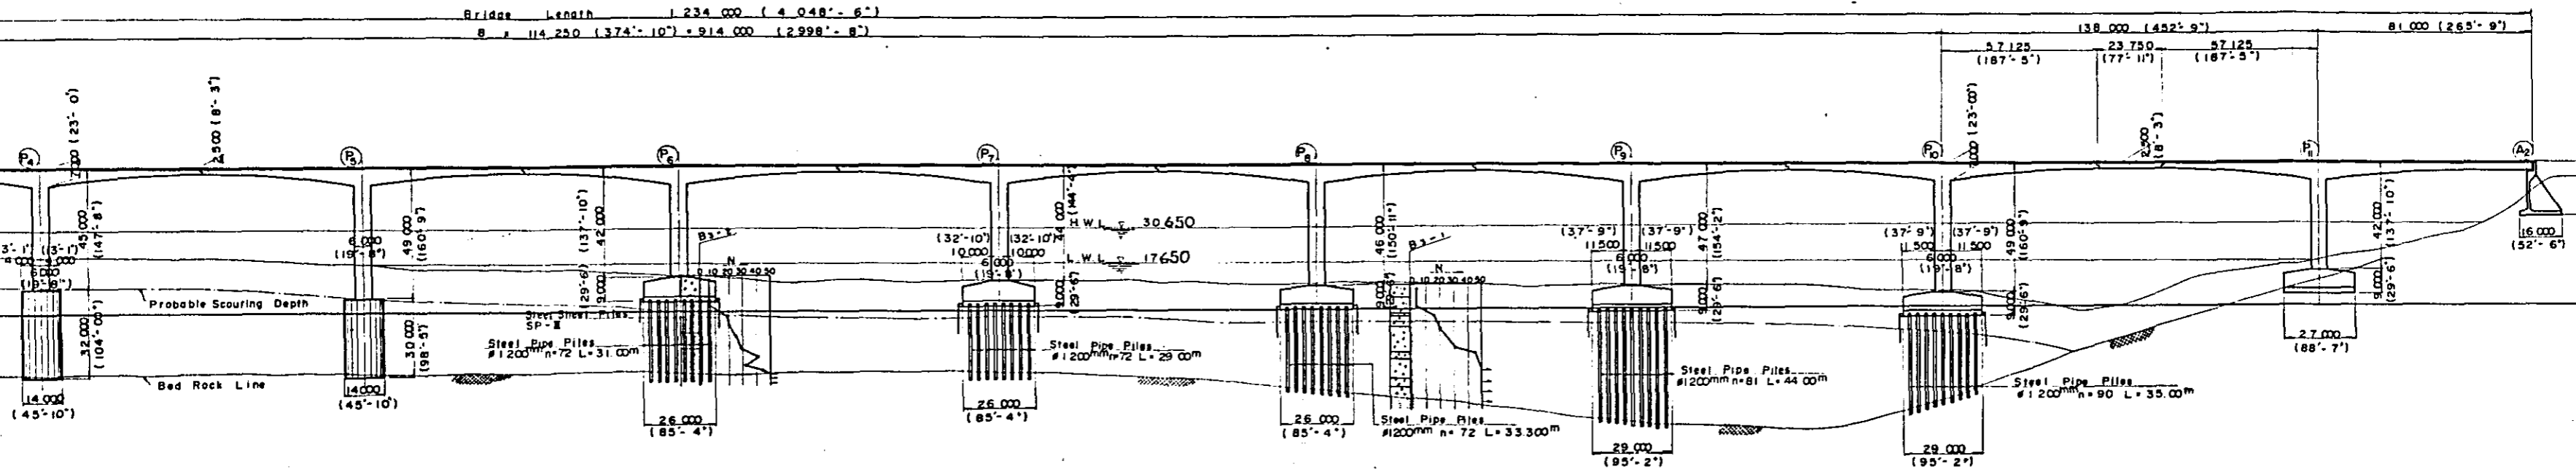 Bridge Length 1 234 000 ( 4 048'- 6")
8 x 114.250 (374'- 10") = 914 000 (2 998'- 8")
138 000 (452'- 9")
81 000 (265'- 9")
57 125
(187'- 5")
23 750
(77'- 11")
57 125
(187'- 5")
(23'- 0")
2,500 (8'- 3")
7,000 (23'-00")
2,500
(8'- 3")
P4
P5
P6
P7
P8
P9
P10
P11
A2
45 000
(147'- 8")
49 000
(160'- 9")
(137'-10")
42 000
44 000
(144'-4")
46 000
(150'- 11")
47 000
(154'- 2")
49 000
(160'- 9")
42 000
(137'- 10")
H.W.L. 30.650
L.W.L. 17.650
(13'-1")
4 000
6 000
(19'- 8")
6 000
(19'- 8")
(32'-10")
10 000
(32'-10")
10 000
6 000
(19'- 8")
(37'- 9")
11 500
(37'- 9")
11 500
6 000
(19'- 8")
(37'- 9")
11 500
(37'- 9")
11 500
6 000
(19'- 8")
B3-1
N
0 10 20 30 40 50
N
0 10 20 30 40 50
(29'-6")
9,000
9,000
(29'-6")
9,000
(29'-6")
9,000
(29'-6")
9,000
(29'-6")
9,000
(29'-6")
Probable Scouring Depth
Bed Rock Line
32 000
(104'- 00")
30 000
(98'-5")
Steel Sheet Piles
Steel Pipe Piles
ø1200mm n=72 L= 31.00m
Steel Pipe Piles
ø1200mm n=72 L= 29 00m
Steel Pipe Piles
ø1200mm n= 72 L= 33.300m
Steel Pipe Piles
ø1200mm n=81 L= 44 00m
Steel Pipe Piles
ø1200mm n= 90 L= 35.00m
14 000
(45'-10")
14 000
(45'-10")
26 000
(85'- 4")
26 000
(85'- 4")
26 000
(85'- 4")
29 000
(95'- 2")
29 000
(95'- 2")
27 000
(88'- 7")
16 000
(52'- 6")